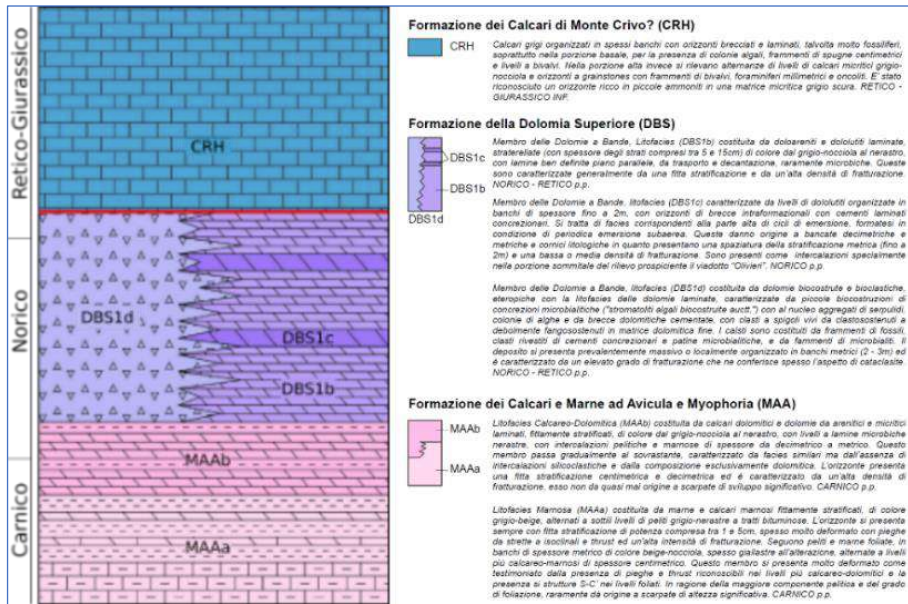 Retico-Giurassico
Norico
Carnico
CRH
DBS1d
DBS1c
DBS1b
MAAb
MAAa
Formazione dei Calcari di Monte Crivo? (CRH)
CRH
Calcari grigi organizzati in spessi banchi con orizzonti brecciati e laminati, talvolta molto fossiliferi,
soprattutto nella porzione basale, per la presenza di colonie algali, frammenti di spugne centimetrici
e livelli a bivalvi. Nella porzione alta invece si rilevano alternanze di livelli di calcari micritici grigio-
nocciola e orizzonti a grainstones con frammenti di bivalvi, foraminiferi millimetrici e oncoliti. E' stato
riconosciuto un orizzonte ricco in piccole ammoniti in una matrice micritica grigio scura. RETICO -
GIURASSICO INF.
Formazione della Dolomia Superiore (DBS)
DBS1c
DBS1b
DBS1d
Membro delle Dolomie a Bande, Litofacies (DBS1b) costituita da doloareniti e dololutiti laminate,
straterellate (con spessore degli strati compresi tra 5 e 15cm) di colore dal grigio-nocciola al nerastro,
con lamine ben definite piano parallele, da trasporto e decantazione, raramente microbiche. Queste
sono caratterizzate generalmente da una fitta stratificazione e da un'alta densità di fratturazione.
NORICO - RETICO p.p.
Membro delle Dolomie a Bande, litofacies (DBS1c) caratterizzate da livelli di dololutiti organizzate in
banchi di spessore fino a 2m, con orizzonti di brecce intraformazionali con cementi laminati
concrezionari. Si tratta di facies corrispondenti alla parte alta di cicli di emersione, formatesi in
condizione di periodica emersione subaerea. Queste danno origine a bancate decimetriche e
metriche e cornici litologiche in quanto presentano una spaziatura della stratificazione metrica (fino a
2m) e una bassa o media densità di fratturazione. Sono presenti come intercalazioni specialmente
nella porzione sommitale del rilievo prospiciente il viadotto "Olivieri". NORICO p.p.
Membro delle Dolomie a Bande, litofacies (DBS1d) costituita da dolomie biocostruite e bioclastiche,
eteropiche con la litofacies delle dolomie laminate, caratterizzate da piccole biocostruzioni di
concrezioni microbialitiche ("stromatoliti algali biocostruite auctt.") con al nucleo aggregati di serpulidi,
colonie di alghe e da brecce dolomitiche cementate, con clasti a spigoli vivi da clastosostenuti a
debolmente fangosostenuti in matrice dolomitica fine. I calsti sono costituiti da frammenti di fossili,
clasti rivestiti di cementi concrezionari e patine microbialitiche, e da fammenti di microbialiti. Il
deposito si presenta prevalentemente massivo o localmente organizzato in banchi metrici (2 - 3m) ed
è caratterizzato da un elevato grado di fratturazione che ne conferisce spesso l'aspetto di cataclasite.
NORICO - RETICO p.p.
Formazione dei Calcari e Marne ad Avicula e Myophoria (MAA)
MAAb
MAAa
Litofacies Calcareo-Dolomitica (MAAb) costituita da calcari dolomitici e dolomie da arenitici e micritici
laminati, fittamente stratificati, di colore dal grigio-nocciola al nerastro, con livelli a lamine microbiche
nerastre, con intercalazioni pelitiche e marnose di spessore da decimetrico a metrico. Questo
membro passa gradualmente al sovrastante, caratterizzato da facies similari ma dall'assenza di
intercalazioni silicoclastiche e dalla composizione esclusivamente dolomitica. L'orizzonte presenta
una fitta stratificazione centimetrica e decimetrica ed è caratterizzato da un'alta densità di
fratturazione, esso non da quasi mai origine a scarpate di sviluppo significativo. CARNICO p.p.
Litofacies Marnosa (MAAa) costituita da marne e calcari marnosi fittamente stratificati, di colore
grigio-beige, alternati a sottili livelli di peliti grigio-nerastre a tratti bituminose. L'orizzonte si presenta
sempre con fitta stratificazione di potenza compresa tra 1 e 5cm, spesso molto deformato con pieghe
da strette a isoclinali e thrust ed un'alta intensità di fratturazione. Seguono peliti e marne foliate, in
banchi di spessore metrico di colore beige-nocciola, spesso giallastre all'alterazione, alternate a livelli
più calcareo-marnosi di spessore centimetrico. Questo membro si presenta molto deformato come
testimoniato dalla presenza di pieghe e thrust riconoscibili nei livelli più calcareo-dolomitici e la
presenza si strutture S-C' nei livelli foliati. In ragione della maggiore componente pelitica e del grado
di foliazione, raramente dà origine a scarpate di altezza significativa. CARNICO p.p.